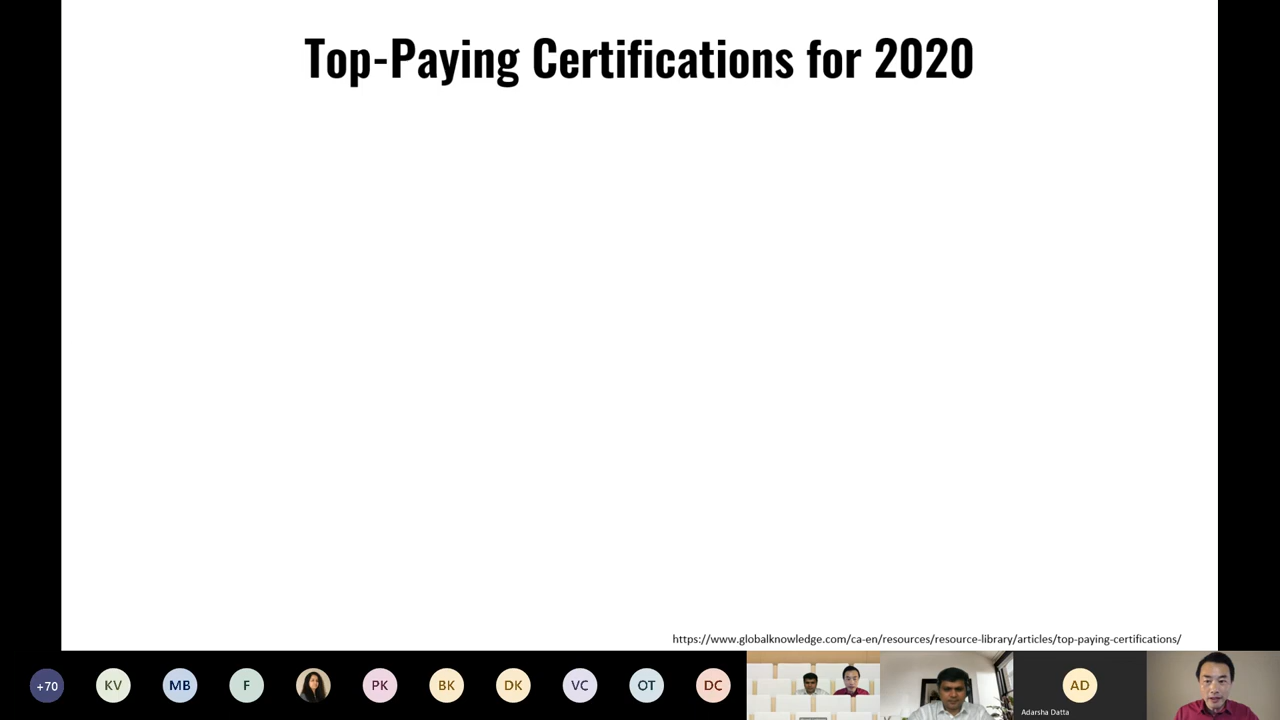 Top-Paying Certifications for 2020
https://www.globalknowledge.com/ca-en/resources/resource-library/articles/top-paying-certifications/
+70 KV MB F PK BK DK VC OT DC AD
Adarsha Datta